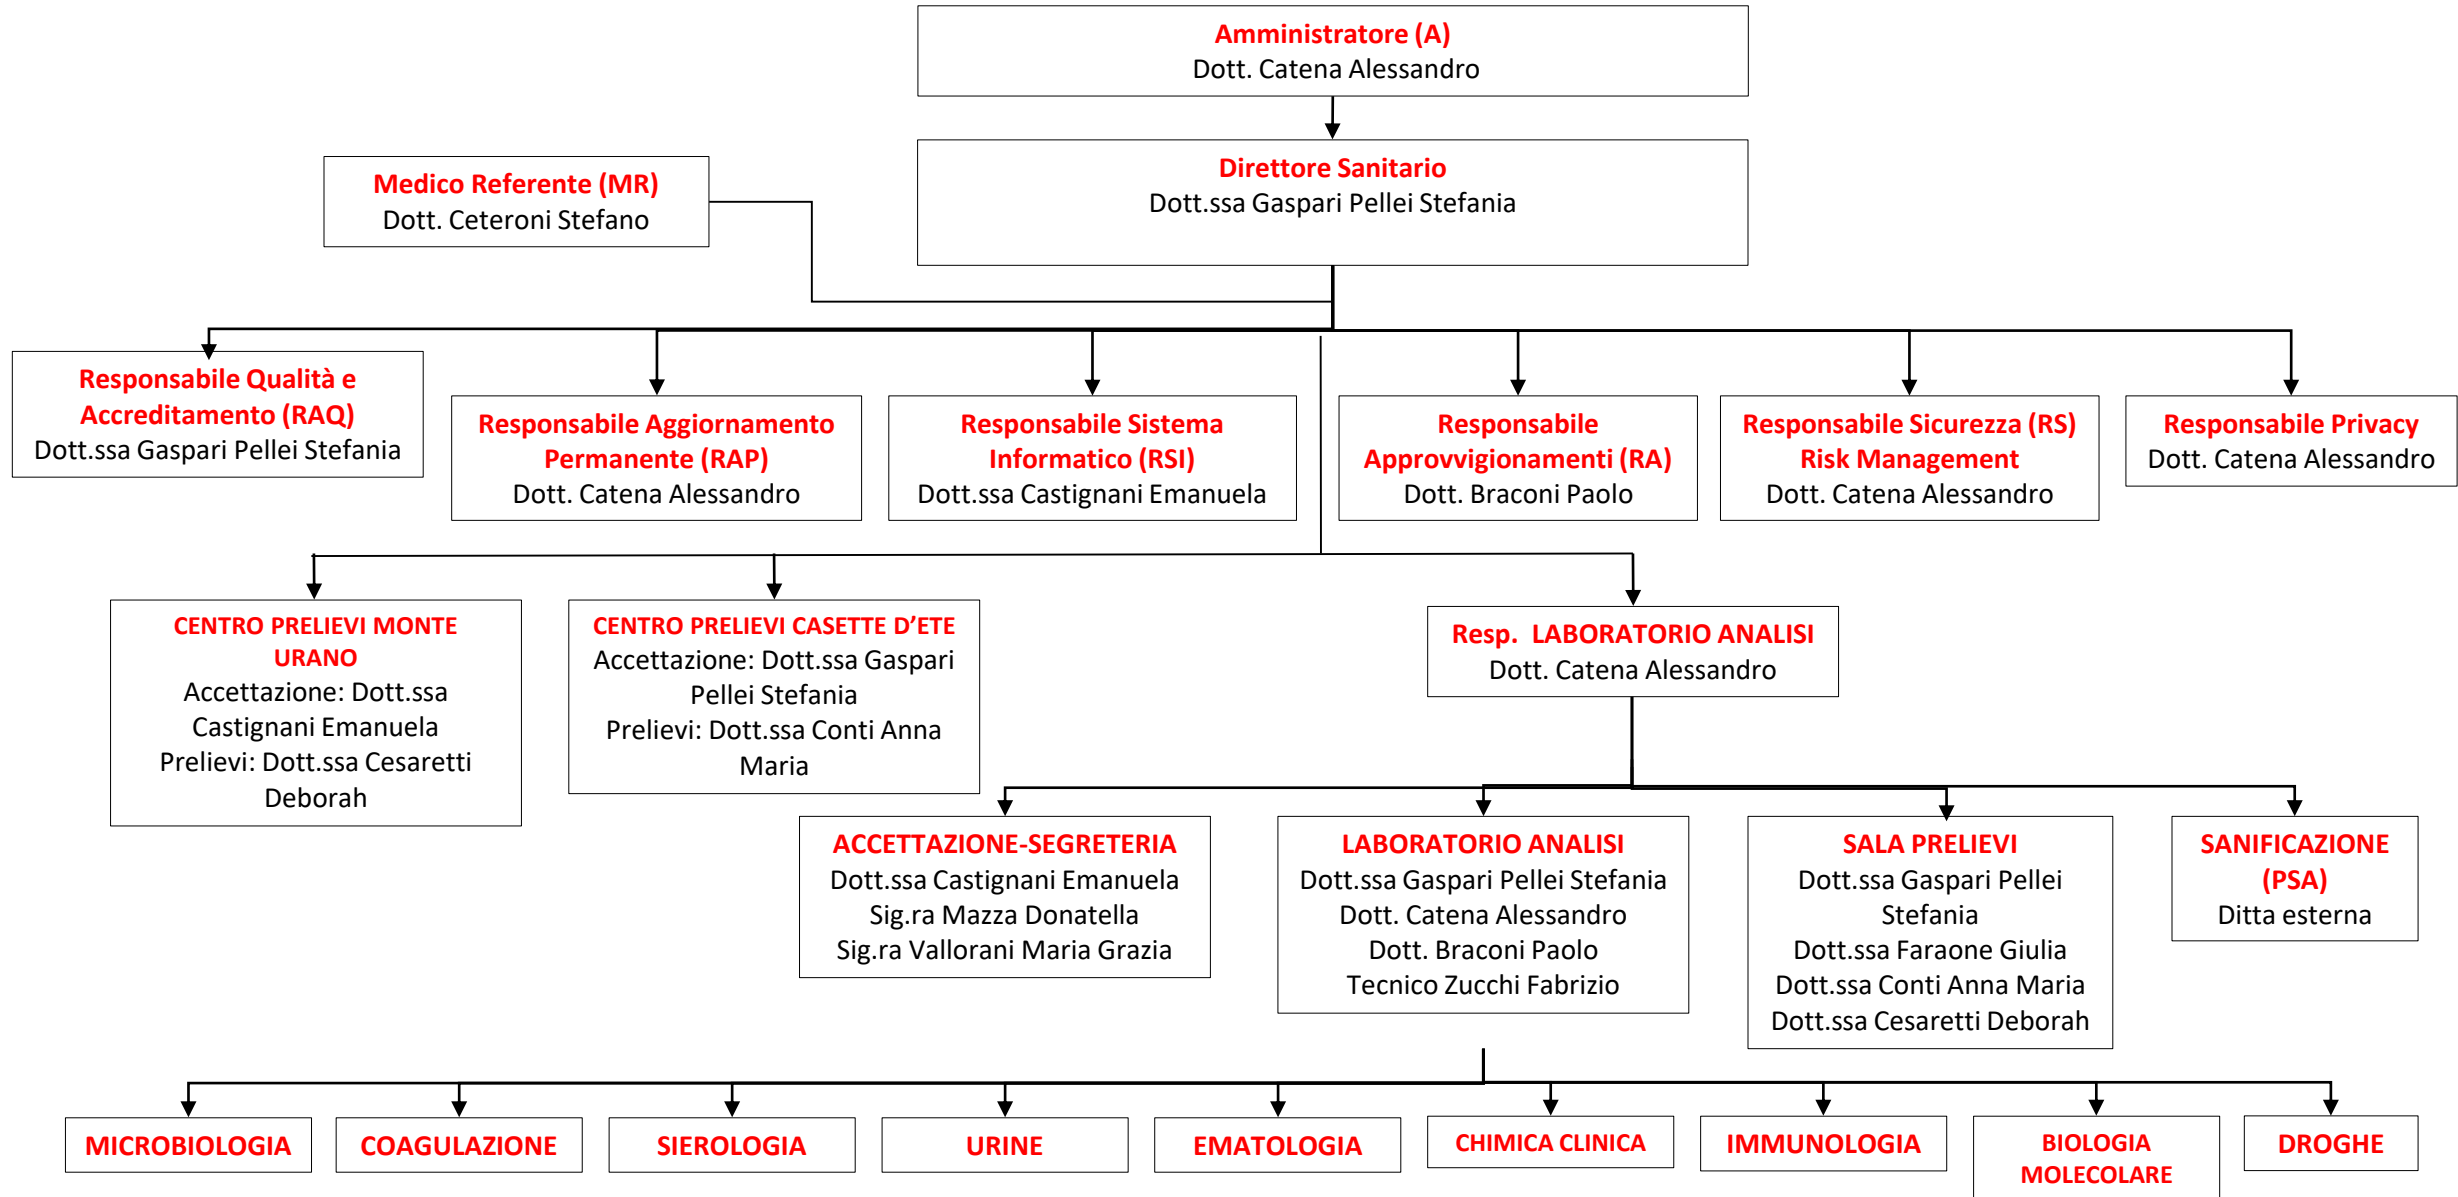 Amministratore (A)
Dott. Catena Alessandro
Medico Referente (MR)
Dott. Ceteroni Stefano
Direttore Sanitario
Dott.ssa Gaspari Pellei Stefania
Responsabile Qualità e
Accreditamento (RAQ)
Dott.ssa Gaspari Pellei Stefania
Responsabile Aggiornamento
Permanente (RAP)
Dott. Catena Alessandro
Responsabile Sistema
Informatico (RSI)
Dott.ssa Castignani Emanuela
Responsabile
Approvvigionamenti (RA)
Dott. Braconi Paolo
Responsabile Sicurezza (RS)
Risk Management
Dott. Catena Alessandro
Responsabile Privacy
Dott. Catena Alessandro
CENTRO PRELIEVI MONTE
URANO
Accettazione: Dott.ssa
Castignani Emanuela
Prelievi: Dott.ssa Cesaretti
Deborah
CENTRO PRELIEVI CASETTE D’ETE
Accettazione: Dott.ssa Gaspari
Pellei Stefania
Prelievi: Dott.ssa Conti Anna
Maria
Resp. LABORATORIO ANALISI
Dott. Catena Alessandro
ACCETTAZIONE-SEGRETERIA
Dott.ssa Castignani Emanuela
Sig.ra Mazza Donatella
Sig.ra Vallorani Maria Grazia
LABORATORIO ANALISI
Dott.ssa Gaspari Pellei Stefania
Dott. Catena Alessandro
Dott. Braconi Paolo
Tecnico Zucchi Fabrizio
SALA PRELIEVI
Dott.ssa Gaspari Pellei
Stefania
Dott.ssa Faraone Giulia
Dott.ssa Conti Anna Maria
Dott.ssa Cesaretti Deborah
SANIFICAZIONE
(PSA)
Ditta esterna
MICROBIOLOGIA
COAGULAZIONE
SIEROLOGIA
URINE
EMATOLOGIA
CHIMICA CLINICA
IMMUNOLOGIA
BIOLOGIA
MOLECOLARE
DROGHE